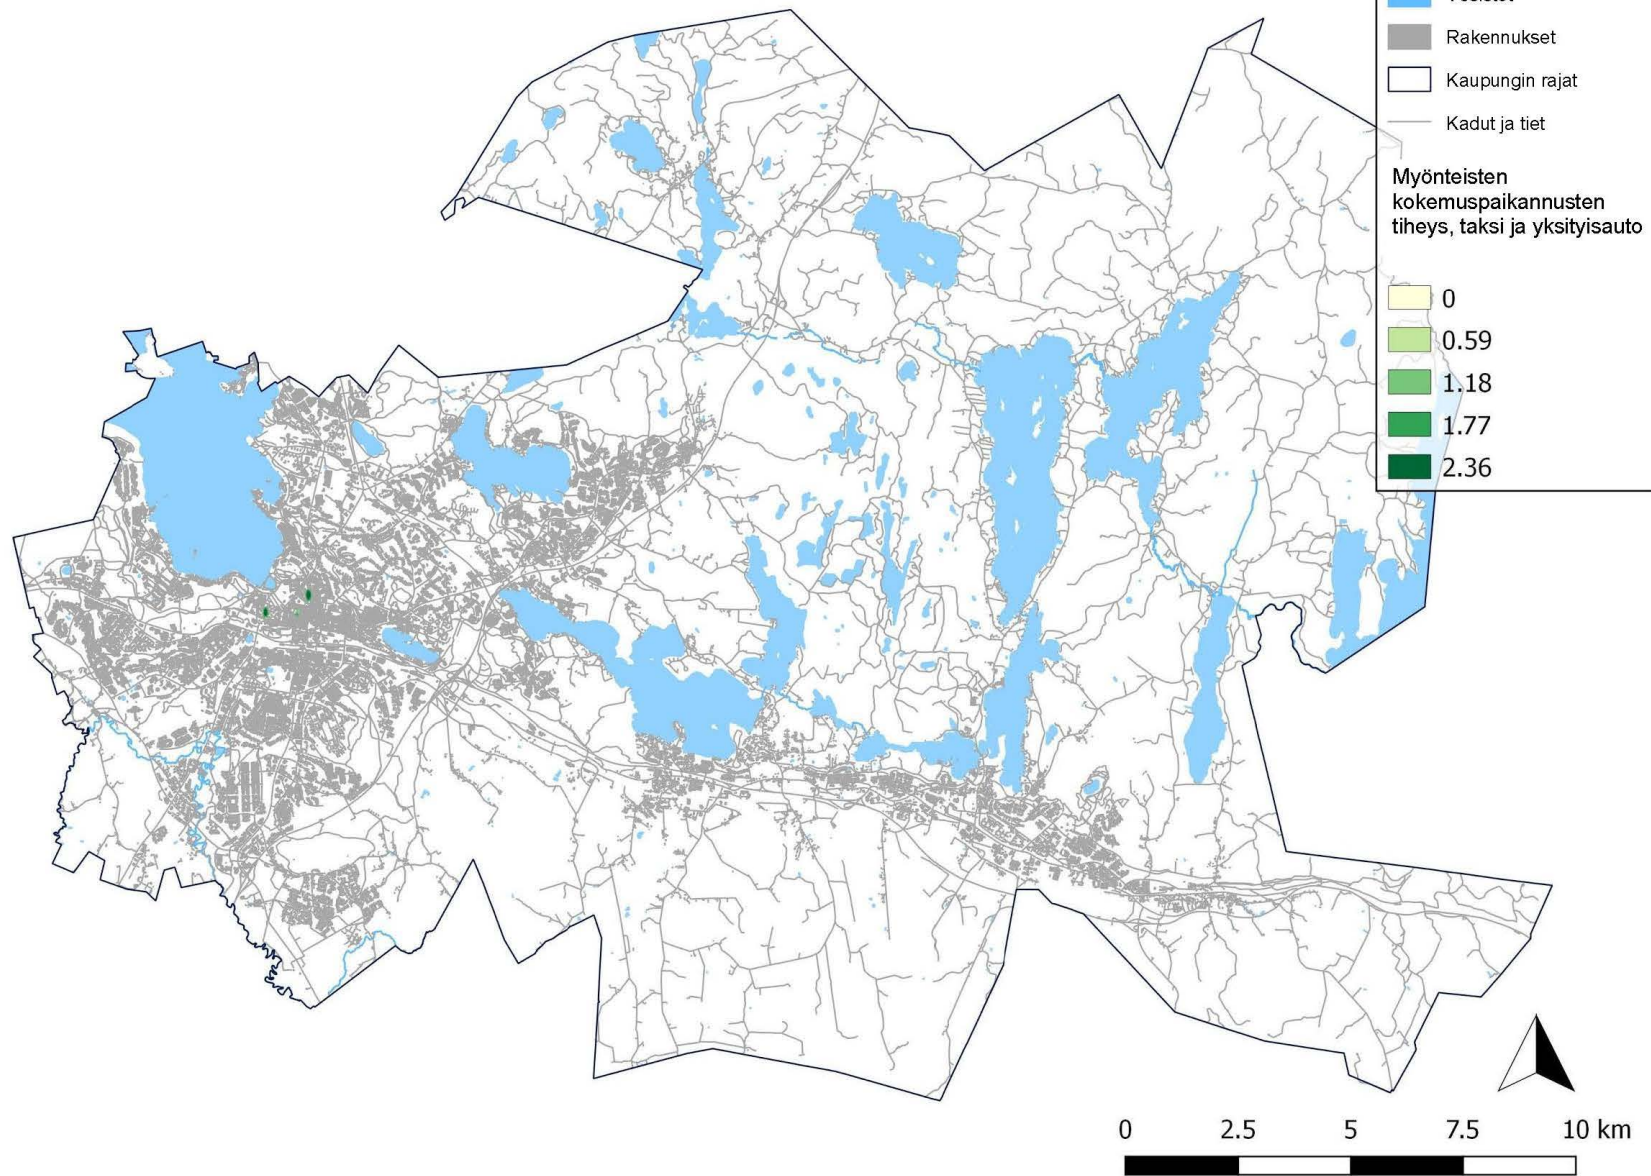 Rakennukset
Kaupungin rajat
Kadut ja tiet
Myönteisten
kokemuspaikannusten
tiheys, taksi ja yksityisauto
0
0.59
1.18
1.77
2.36
0 2.5 5 7.5 10 km